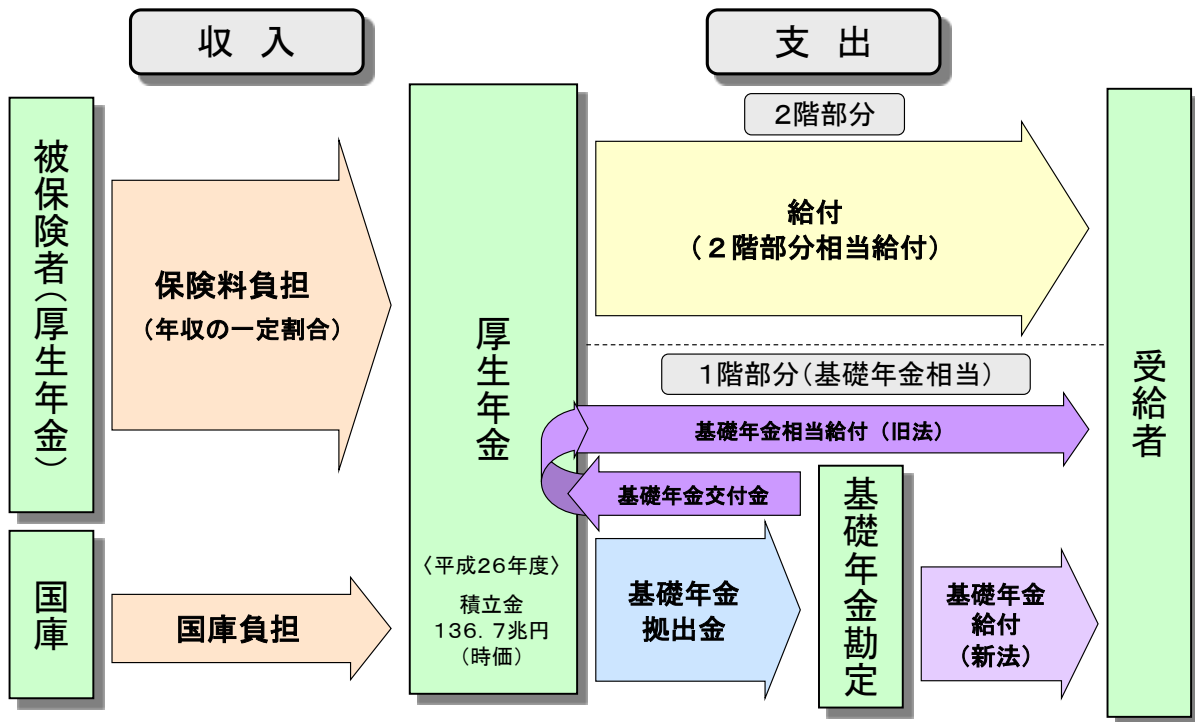 収 入
支 出
被保険者(厚生年金)
保険料負担
(年収の一定割合)
国庫
国庫負担
厚生年金
〈平成26年度〉
積立金
136.7兆円
(時価)
2階部分
給付
(2階部分相当給付)
1階部分(基礎年金相当)
基礎年金相当給付(旧法)
基礎年金交付金
基礎年金
拠出金
基礎年金勘定
基礎年金
給付
(新法)
受給者